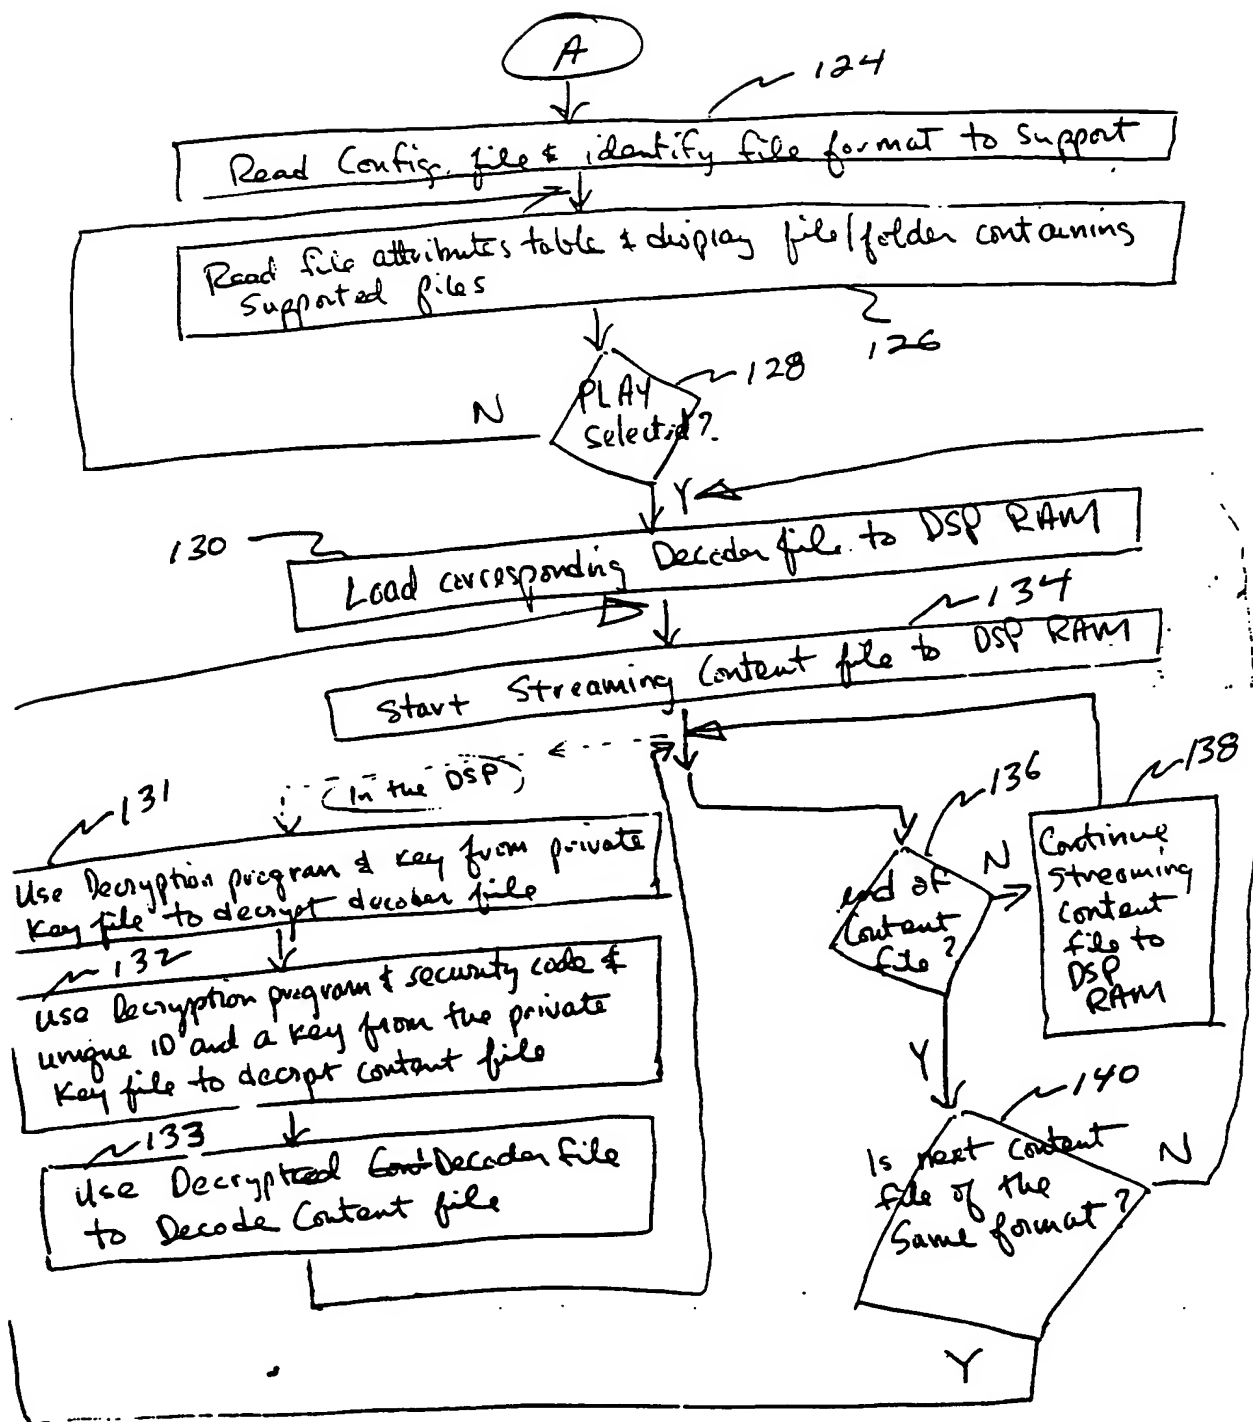 A
124
Read Config. file & identify file format to support
Read file attributes table & display file/folder containing
supported files
126
128
PLAY
selected?
N
Y
130
Load corresponding Decoder file to DSP RAM
134
Start Streaming Content file to DSP RAM
In the DSP
131
Use Decryption program & key from private
Key file to decrypt decoder file
132
use Decryption program & security code &
unique ID and a key from the private
Key file to decrypt content file
133
Use Decrypted Decoder file
to Decode Content file
136
end of
Content
file?
N
Y
138
Continue
streaming
content
file to
DSP
RAM
140
Is next content
file of the
Same format?
N
Y